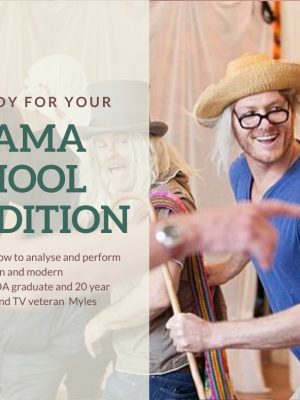 DY FOR YOUR
AMA
HOOL
DITION
ow to analyse and perform
n and modern
DA graduate and 20 year
nd TV veteran Myles